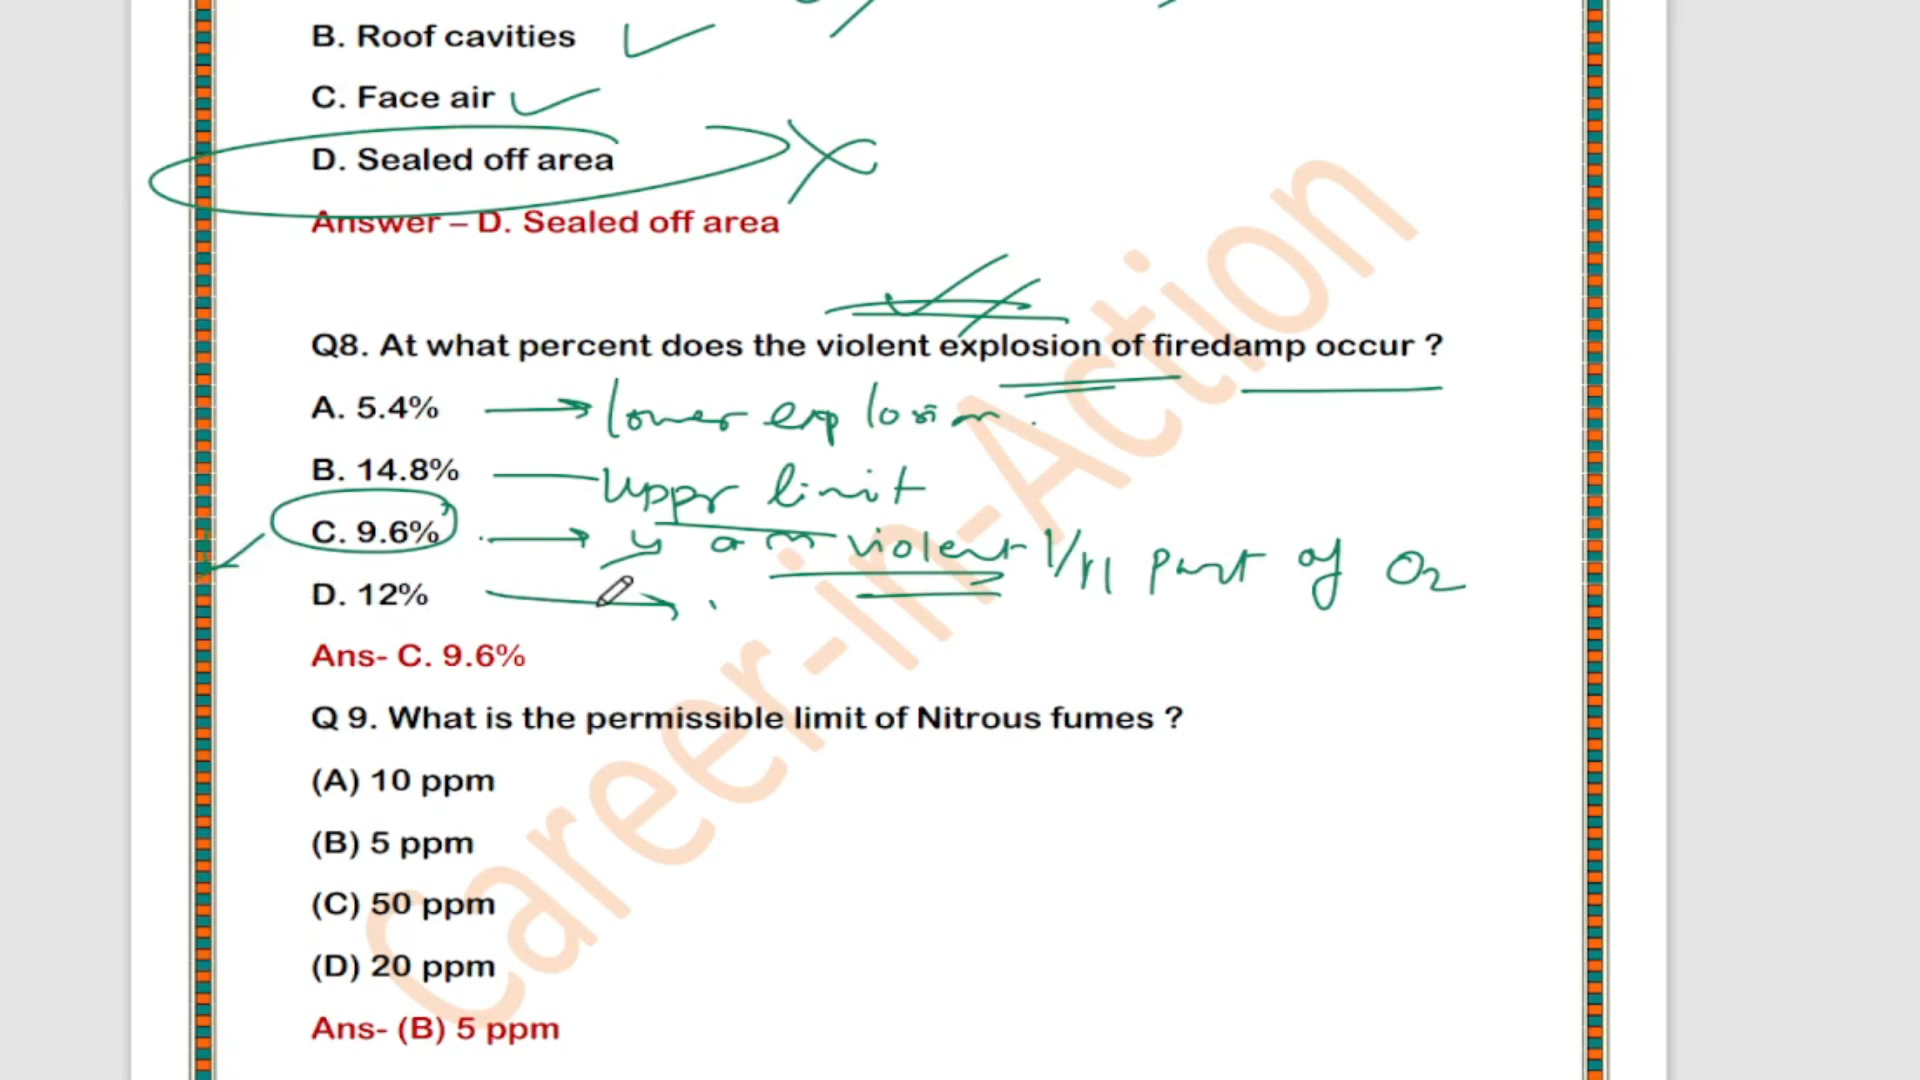 B. Roof cavities
C. Face air
D. Sealed off area
Answer – D. Sealed off area
Q8. At what percent does the violent explosion of firedamp occur ?
A. 5.4% lower explosion
B. 14.8% upper limit
C. 9.6% violent 1/11 part of O2
D. 12%
Ans- C. 9.6%
Q 9. What is the permissible limit of Nitrous fumes ?
(A) 10 ppm
(B) 5 ppm
(C) 50 ppm
(D) 20 ppm
Ans- (B) 5 ppm
Career-in-Action